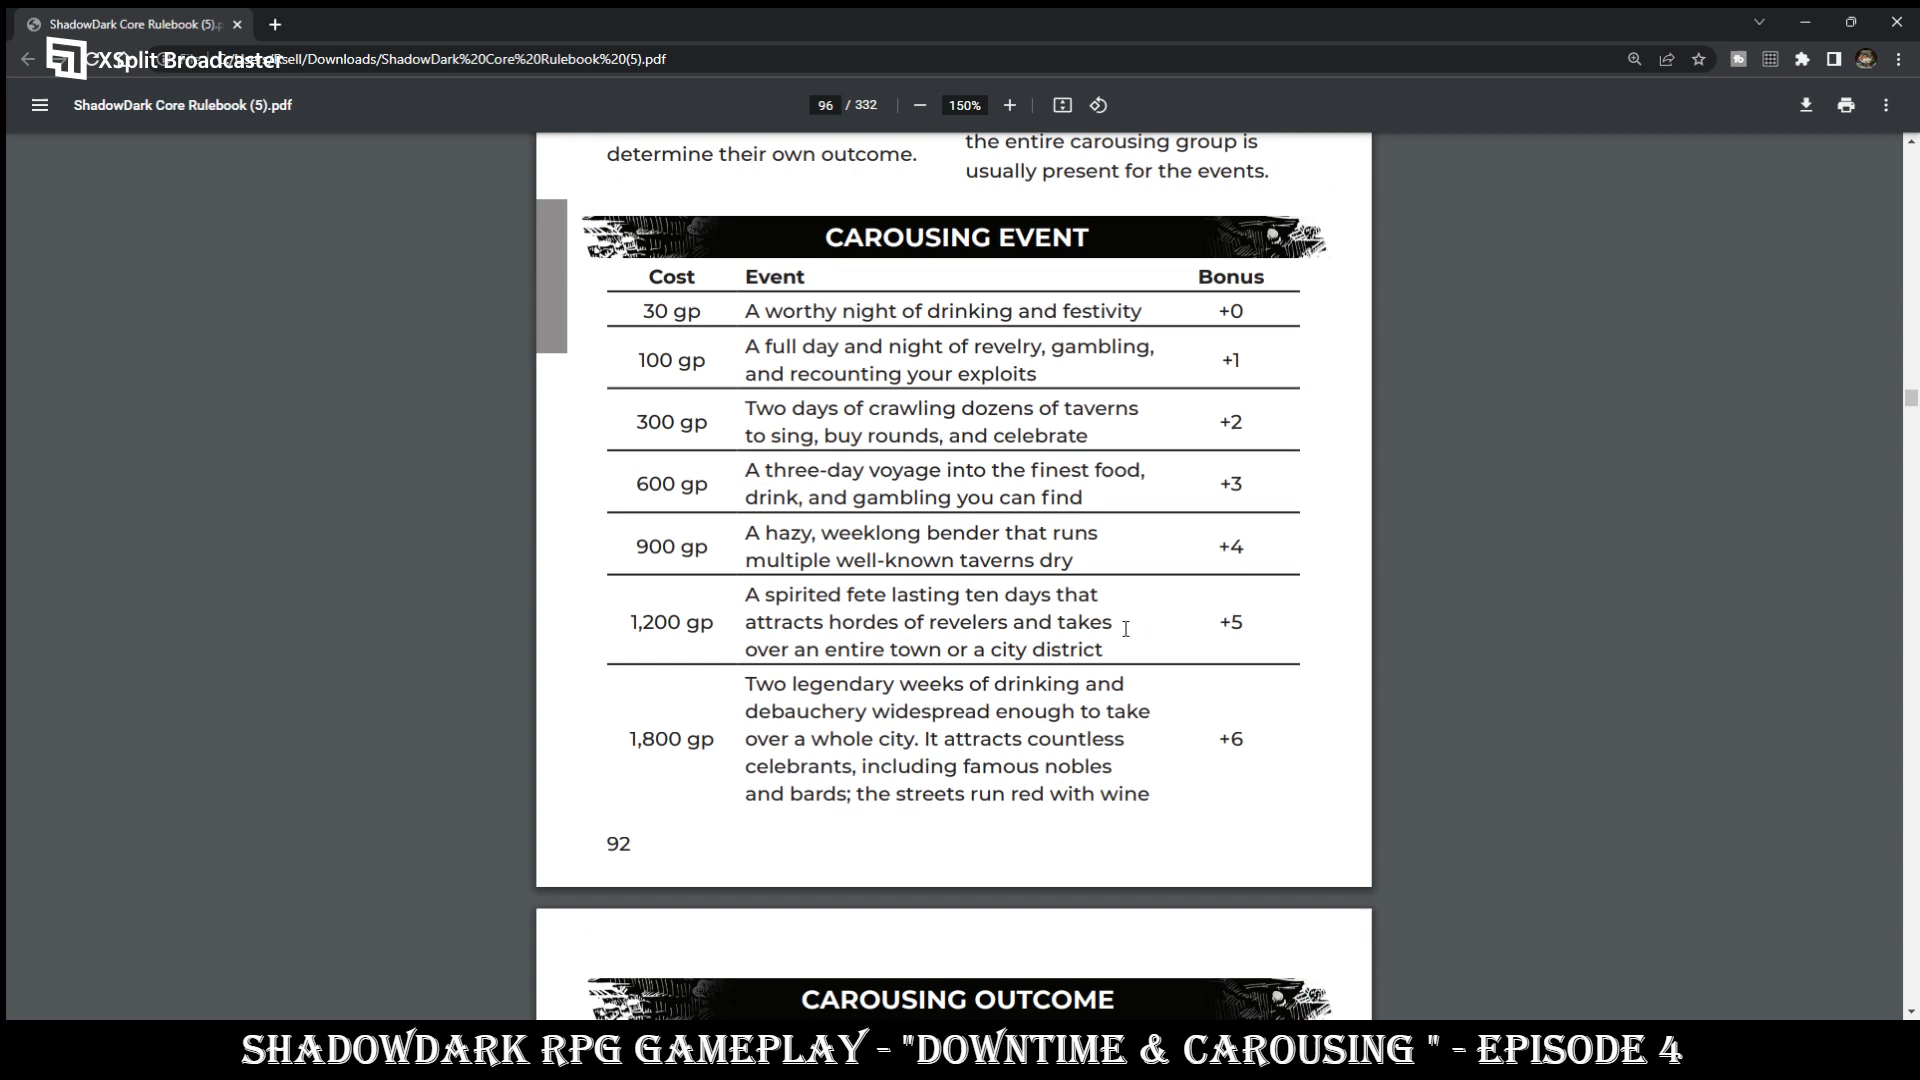 ShadowDark Core Rulebook (5).p
XSplit Broadcaster
C:/Users/Rsell/Downloads/ShadowDark%20Core%20Rulebook%20(5).pdf
ShadowDark Core Rulebook (5).pdf
96 / 332
150%
determine their own outcome.
the entire carousing group is
usually present for the events.
CAROUSING EVENT
Cost Event Bonus
30 gp A worthy night of drinking and festivity +0
100 gp A full day and night of revelry, gambling,
and recounting your exploits +1
300 gp Two days of crawling dozens of taverns
to sing, buy rounds, and celebrate +2
600 gp A three-day voyage into the finest food,
drink, and gambling you can find +3
900 gp A hazy, weeklong bender that runs
multiple well-known taverns dry +4
A spirited fete lasting ten days that
1,200 gp attracts hordes of revelers and takes +5
over an entire town or a city district
Two legendary weeks of drinking and
debauchery widespread enough to take
1,800 gp over a whole city. It attracts countless +6
celebrants, including famous nobles
and bards; the streets run red with wine
92
CAROUSING OUTCOME
SHADOWDARK RPG GAMEPLAY - "DOWNTIME & CAROUSING " - EPISODE 4